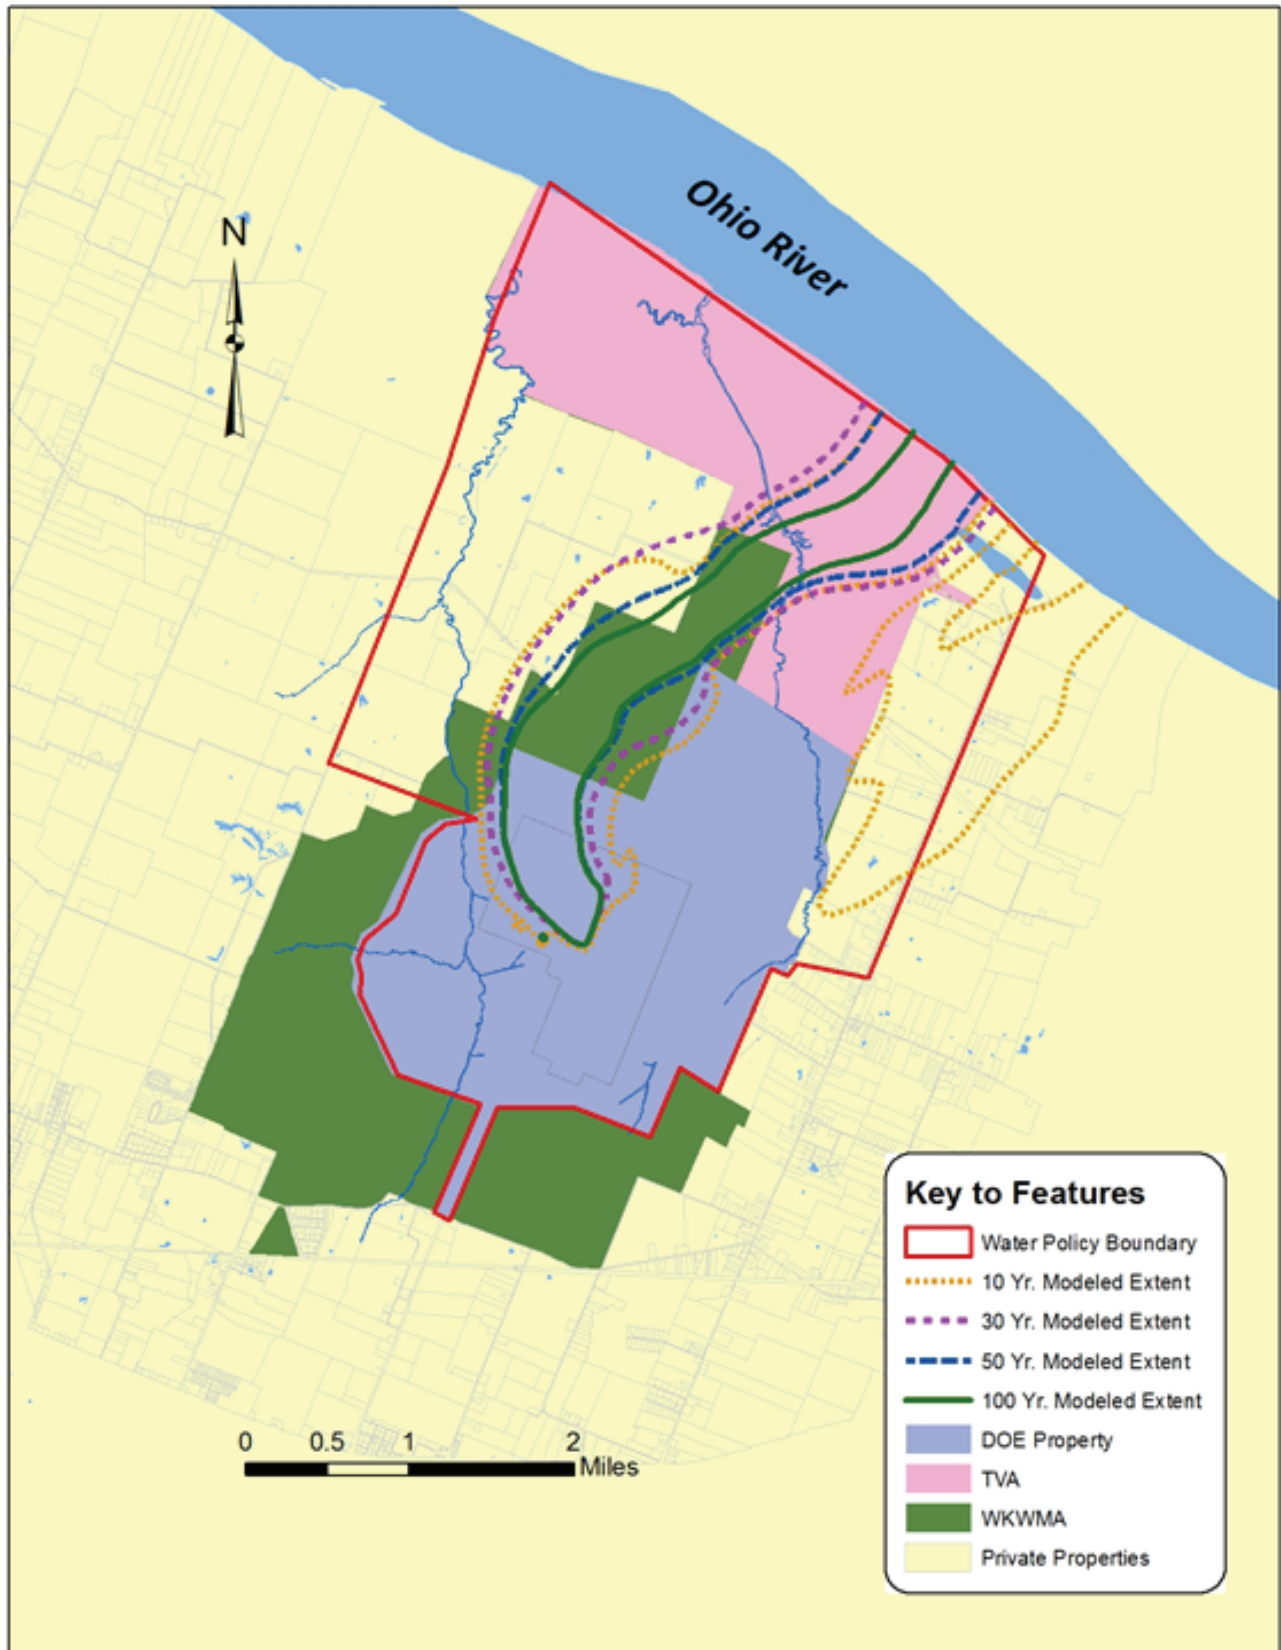 Ohio River
N
Key to Features
Water Policy Boundary
10 Yr. Modeled Extent
30 Yr. Modeled Extent
50 Yr. Modeled Extent
100 Yr. Modeled Extent
DOE Property
TVA
WKWMA
Private Properties
0 0.5 1 2
Miles